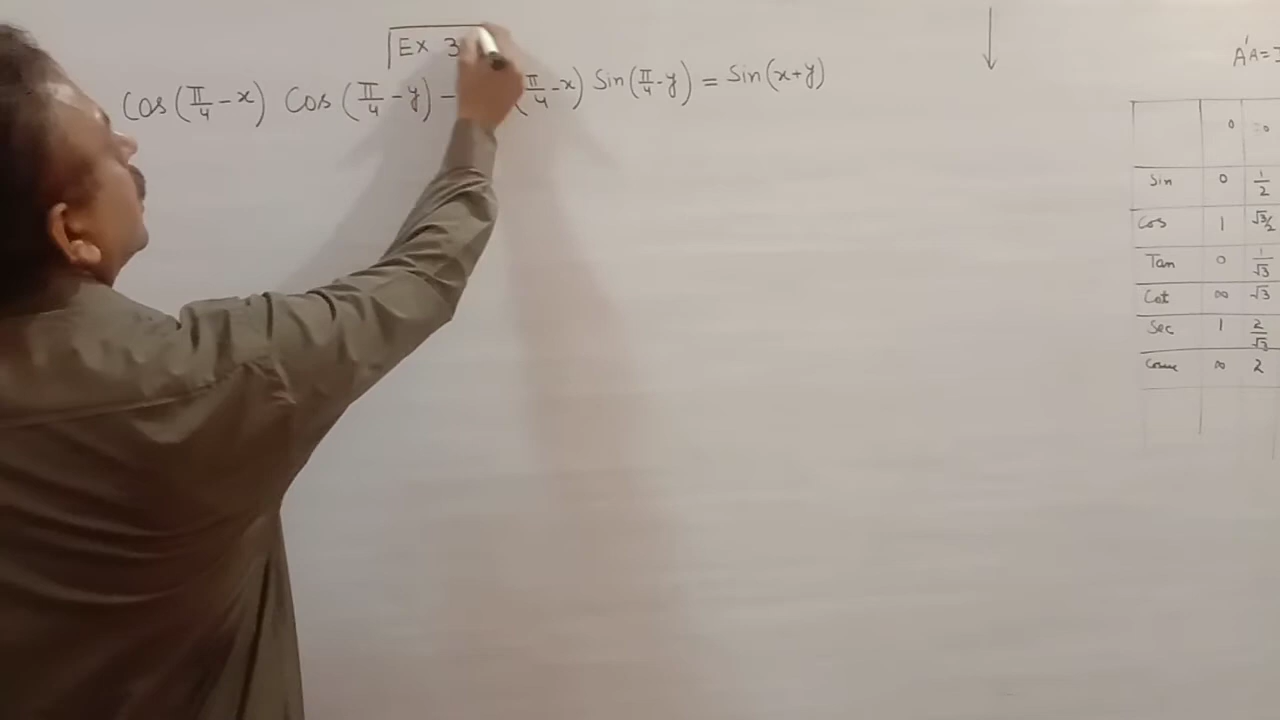 Ex 3
Cos(π/4 - x) Cos(π/4 - y) - (π/4 - x) Sin(π/4 - y) = Sin(x+y)
A'A=
0
Sin 0 1/2
Cos 1 √3/2
Tan 0 1/√3
Cot ∞ √3
Sec 1 2/√3
∞ 2